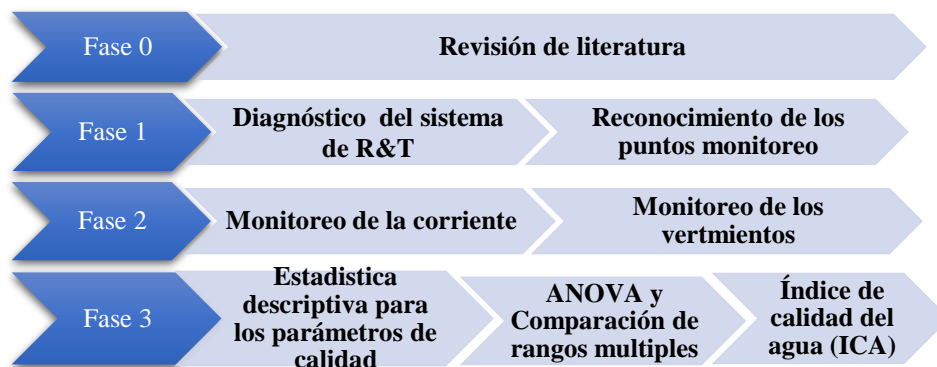 Fase 0
Revisión de literatura
Fase 1
Diagnóstico del sistema
de R&T
Reconocimiento de los
puntos monitoreo
Fase 2
Monitoreo de la corriente
Monitoreo de los
vertmientos
Fase 3
Estadistica
descriptiva para
los parámetros de
calidad
ANOVA y
Comparación de
rangos multiples
Índice de
calidad del
agua (ICA)